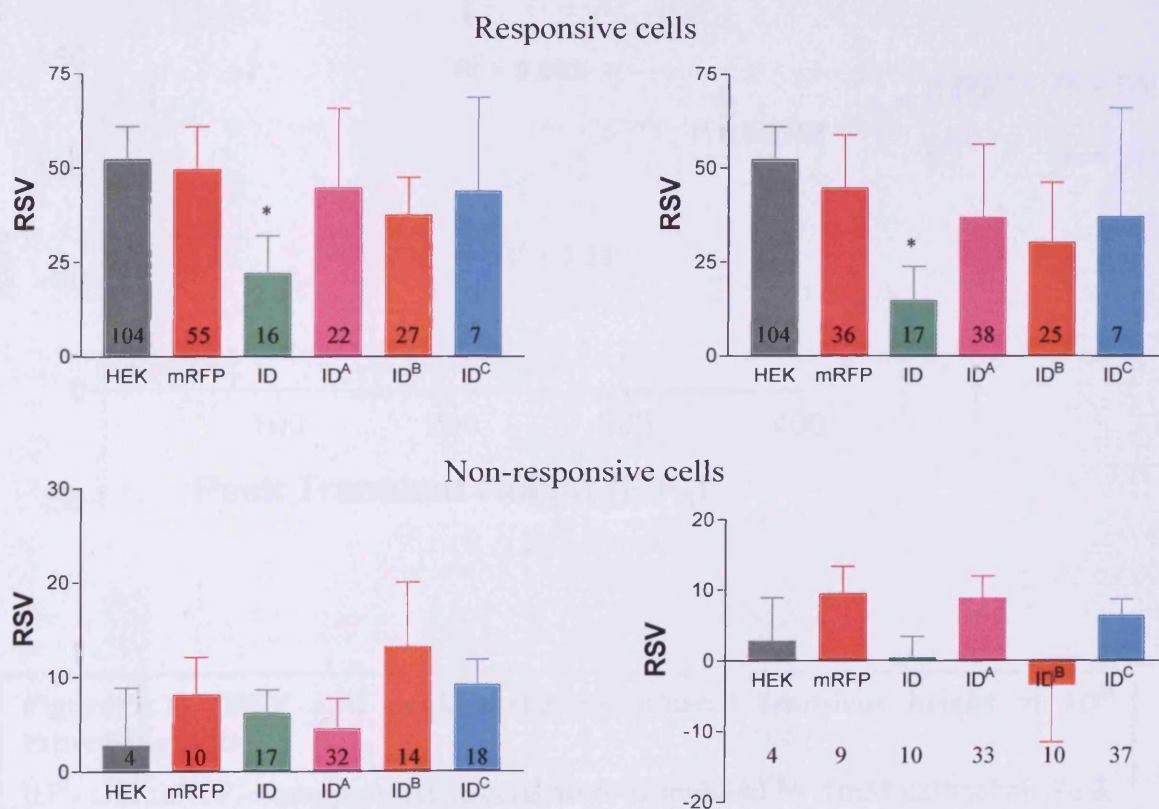 Responsive cells
75
50
25
0
RSV
*
104 55 16 22 27 7
HEK mRFP ID ID^A ID^B ID^C
75
50
25
0
RSV
*
104 36 17 38 25 7
HEK mRFP ID ID^A ID^B ID^C
Non-responsive cells
30
20
10
0
RSV
4 10 17 32 14 18
HEK mRFP ID ID^A ID^B ID^C
20
10
0
-10
-20
RSV
HEK mRFP ID ID^A ID^B ID^C
4 9 10 33 10 37